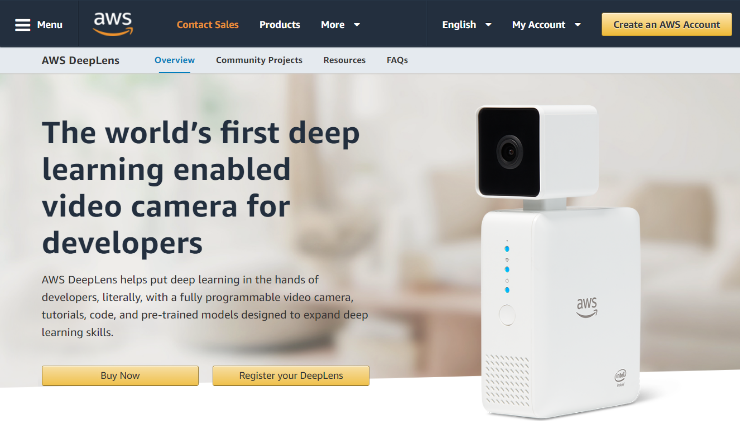 Menu
aws
Contact Sales
Products
More
English
My Account
Create an AWS Account
AWS DeepLens
Overview
Community Projects
Resources
FAQs
The world's first deep
learning enabled
video camera for
developers
AWS DeepLens helps put deep learning in the hands of
developers, literally, with a fully programmable video camera,
tutorials, code, and pre-trained models designed to expand deep
learning skills.
Buy Now
Register your DeepLens
aws
intel